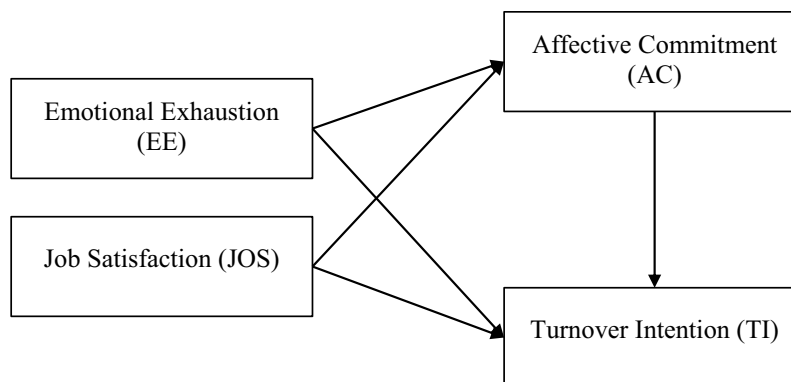 Affective Commitment
(AC)
Emotional Exhaustion
(EE)
Job Satisfaction (JOS)
Turnover Intention (TI)